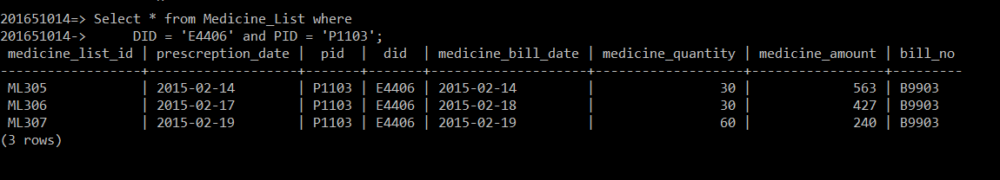 201651014=> Select * from Medicine_List where
201651014->     DID = 'E4406' and PID = 'P1103';
 medicine_list_id | prescreption_date |  pid  |  did  | medicine_bill_date | medicine_quantity | medicine_amount | bill_no
------------------+-------------------+-------+-------+--------------------+-------------------+-----------------+---------
 ML305            | 2015-02-14        | P1103 | E4406 | 2015-02-14         |                30 |             563 | B9903
 ML306            | 2015-02-17        | P1103 | E4406 | 2015-02-18         |                30 |             427 | B9903
 ML307            | 2015-02-19        | P1103 | E4406 | 2015-02-19         |                60 |             240 | B9903
(3 rows)